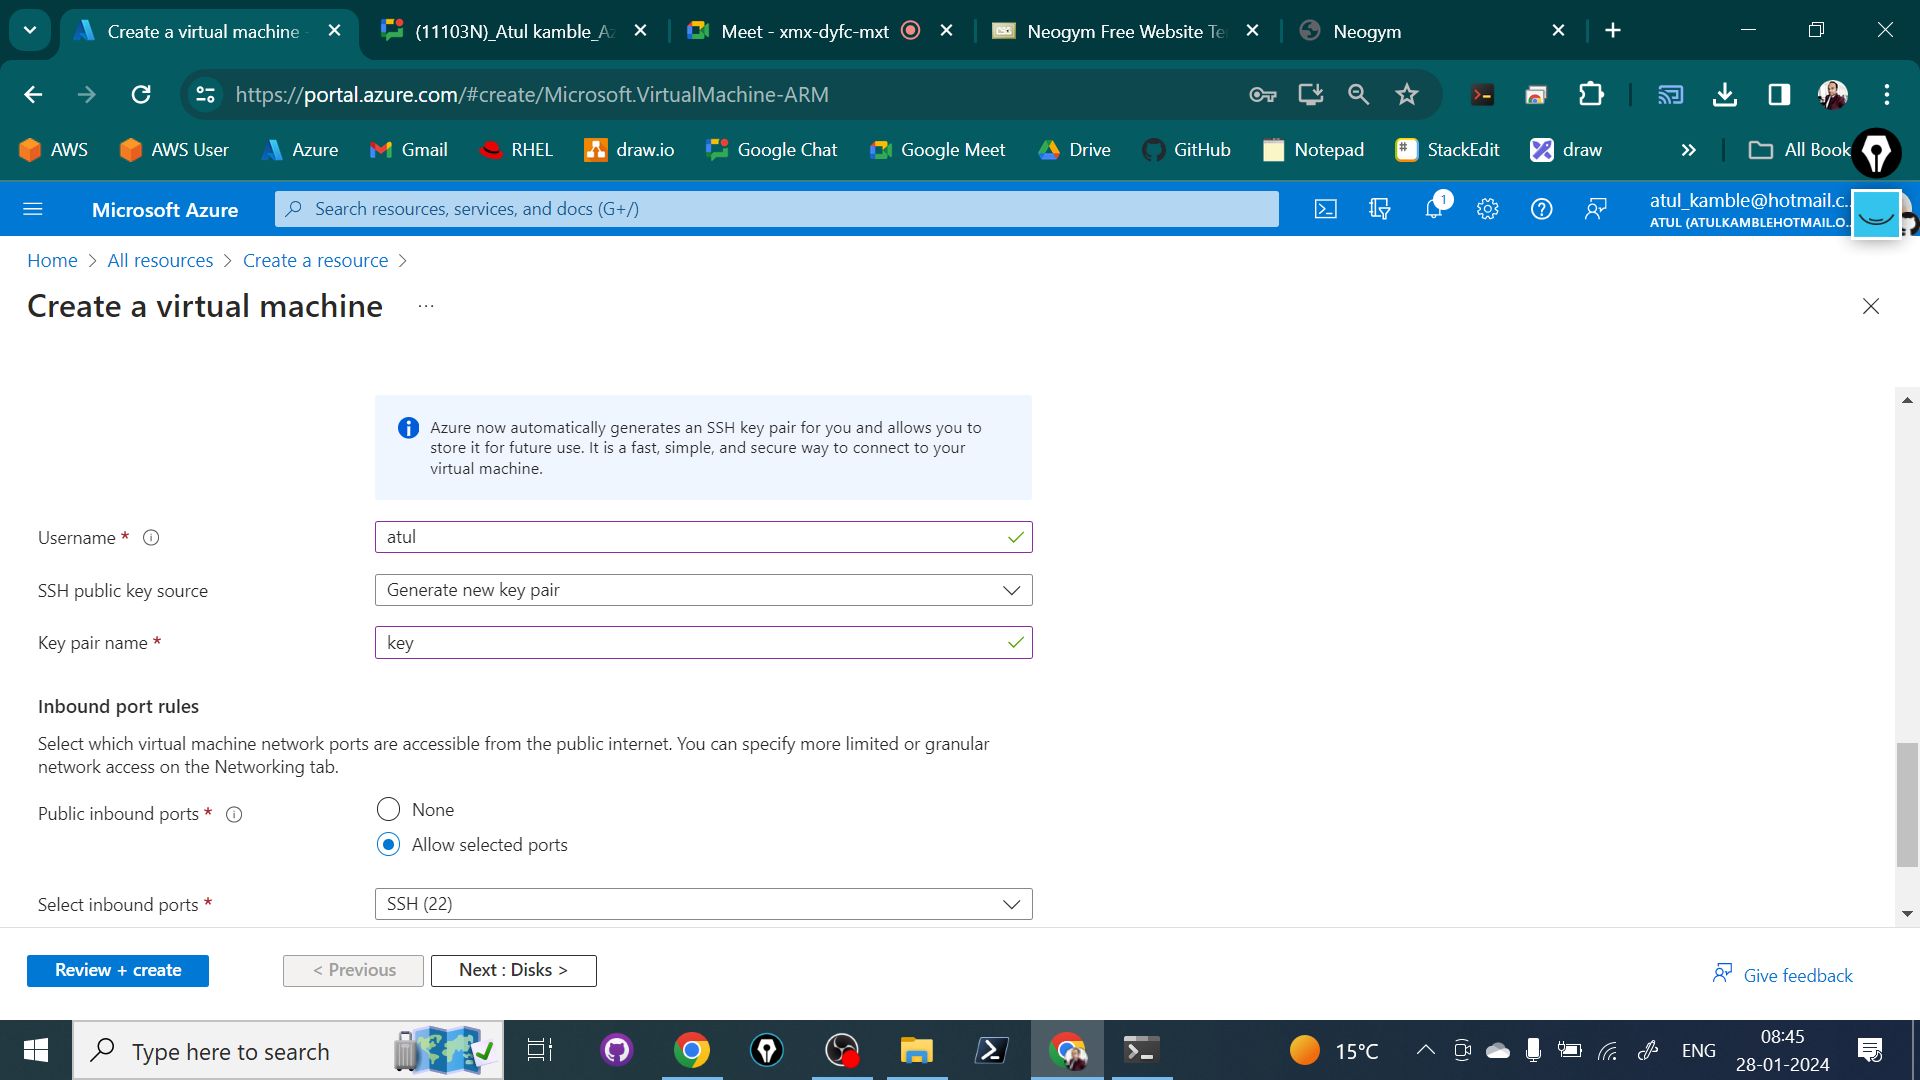 Create a virtual machine
(11103N)_Atul kamble_Az
Meet - xmx-dyfc-mxt
Neogym Free Website Te
Neogym
https://portal.azure.com/#create/Microsoft.VirtualMachine-ARM
AWS
AWS User
Azure
Gmail
RHEL
draw.io
Google Chat
Google Meet
Drive
GitHub
Notepad
StackEdit
draw
All Book
Microsoft Azure
Search resources, services, and docs (G+/)
1
atul_kamble@hotmail.c...
ATUL (ATULKAMBLEHOTMAIL.O...
Home > All resources > Create a resource >
Create a virtual machine ...
Azure now automatically generates an SSH key pair for you and allows you to
store it for future use. It is a fast, simple, and secure way to connect to your
virtual machine.
Username *
atul
SSH public key source
Generate new key pair
Key pair name *
key
Inbound port rules
Select which virtual machine network ports are accessible from the public internet. You can specify more limited or granular
network access on the Networking tab.
Public inbound ports *
None
Allow selected ports
Select inbound ports *
SSH (22)
Review + create
< Previous
Next : Disks >
Give feedback
Type here to search
15°C
ENG
08:45
28-01-2024